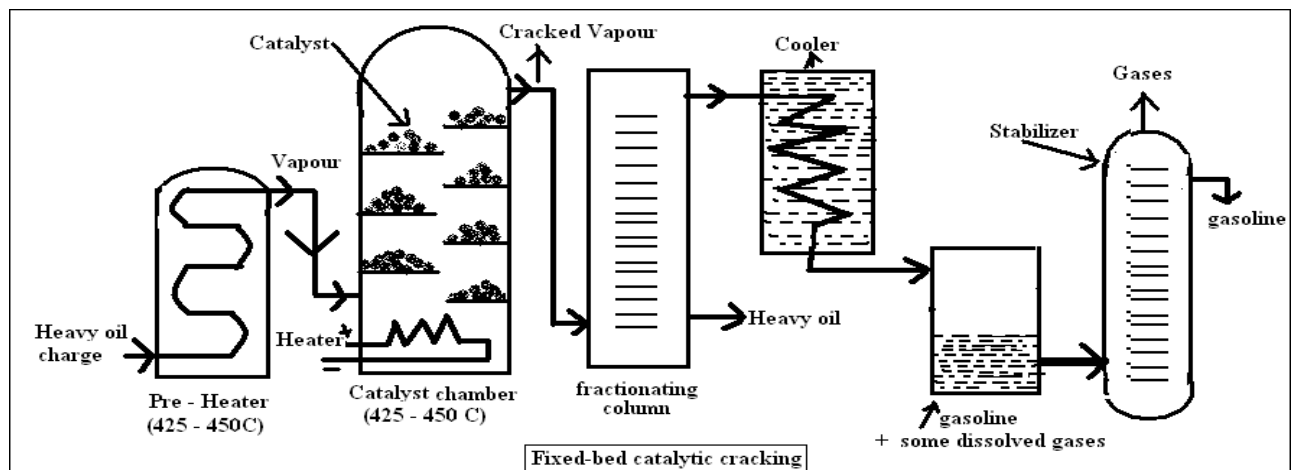 Catalyst
Cracked Vapour
Cooler
Gases
Stabilizer
Vapour
gasoline
Heavy oil
charge
Heater
+
–
Heavy oil
Pre - Heater
(425 - 450C)
Catalyst chamber
(425 - 450 C)
fractionating
column
gasoline
+ some dissolved gases
Fixed-bed catalytic cracking